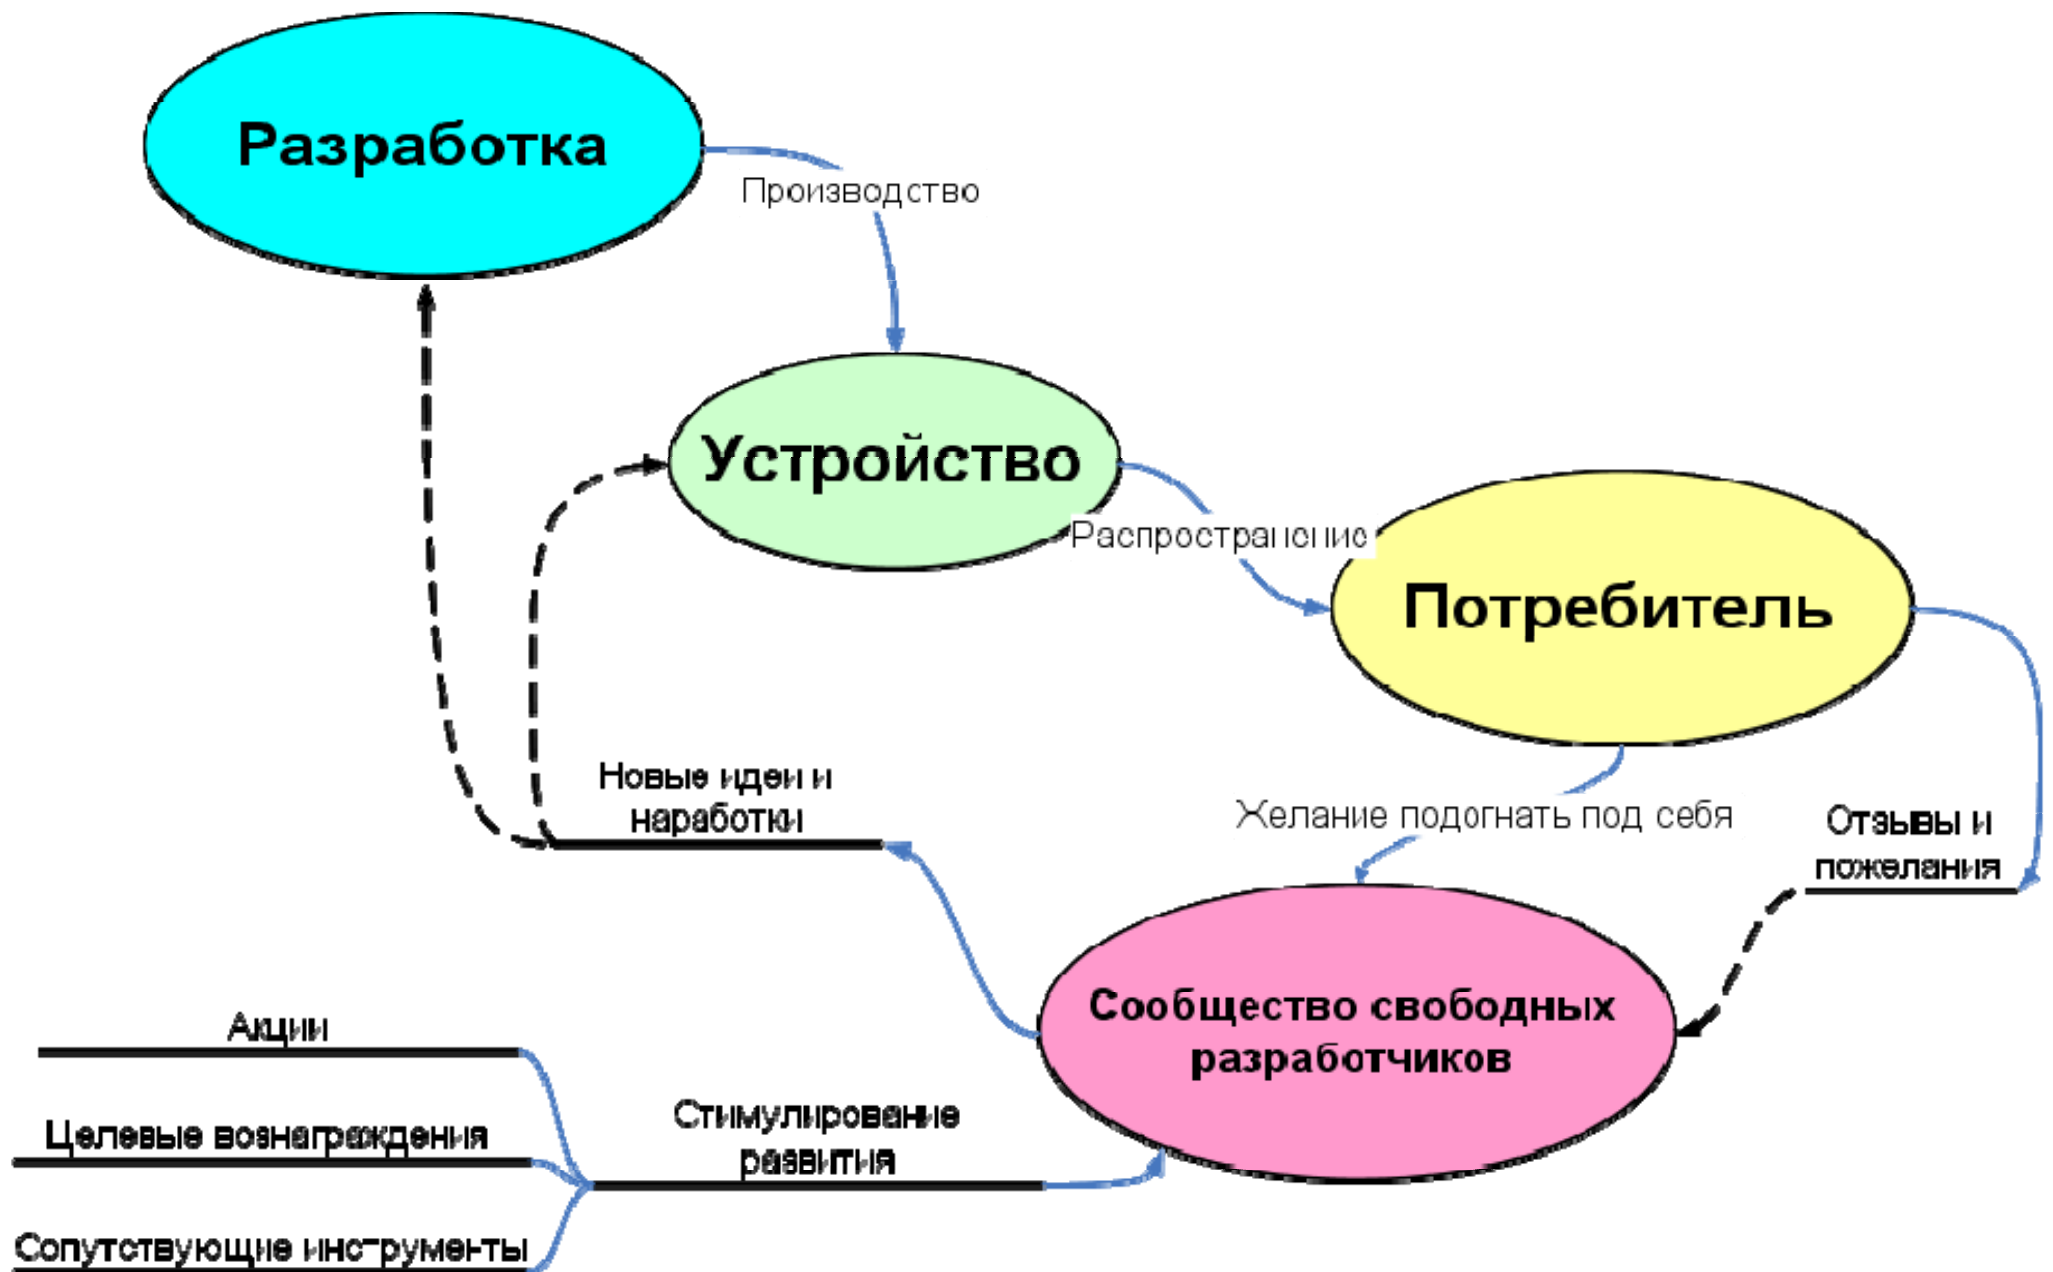 Разработка
Производство
Устройство
Распространение
Потребитель
Новые идеи и
наработки
Желание подогнать под себя
Отзывы и
пожелания
Сообщество свободных
разработчиков
Акции
Целевые вознаграждения
Стимулирование
развития
Сопутствующие инструменты